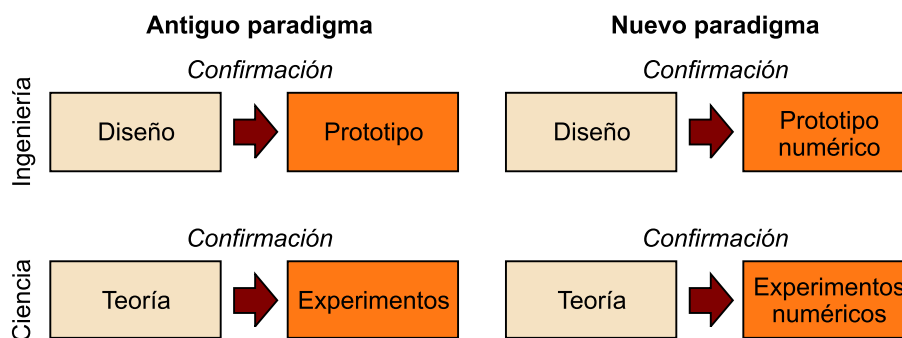 Antiguo paradigma
Nuevo paradigma
Ingeniería
Confirmación
Diseño
Prototipo
Confirmación
Diseño
Prototipo
numérico
Ciencia
Confirmación
Teoría
Experimentos
Confirmación
Teoría
Experimentos
numéricos